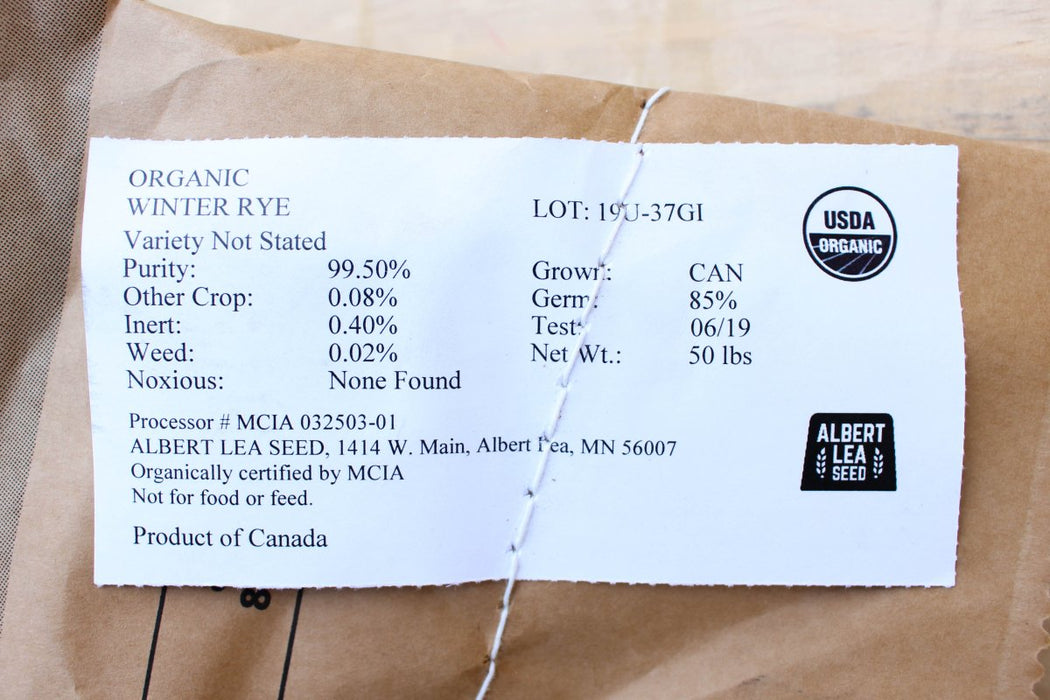 ORGANIC
WINTER RYE
Variety Not Stated
Purity: 99.50%
Other Crop: 0.08%
Inert: 0.40%
Weed: 0.02%
Noxious: None Found
LOT: 19U-37GI
Grown: CAN
Germ: 85%
Test: 06/19
Net Wt.: 50 lbs
USDA
ORGANIC
Processor # MCIA 032503-01
ALBERT LEA SEED, 1414 W. Main, Albert Lea, MN 56007
Organically certified by MCIA
Not for food or feed.
Product of Canada
ALBERT
LEA
SEED
8